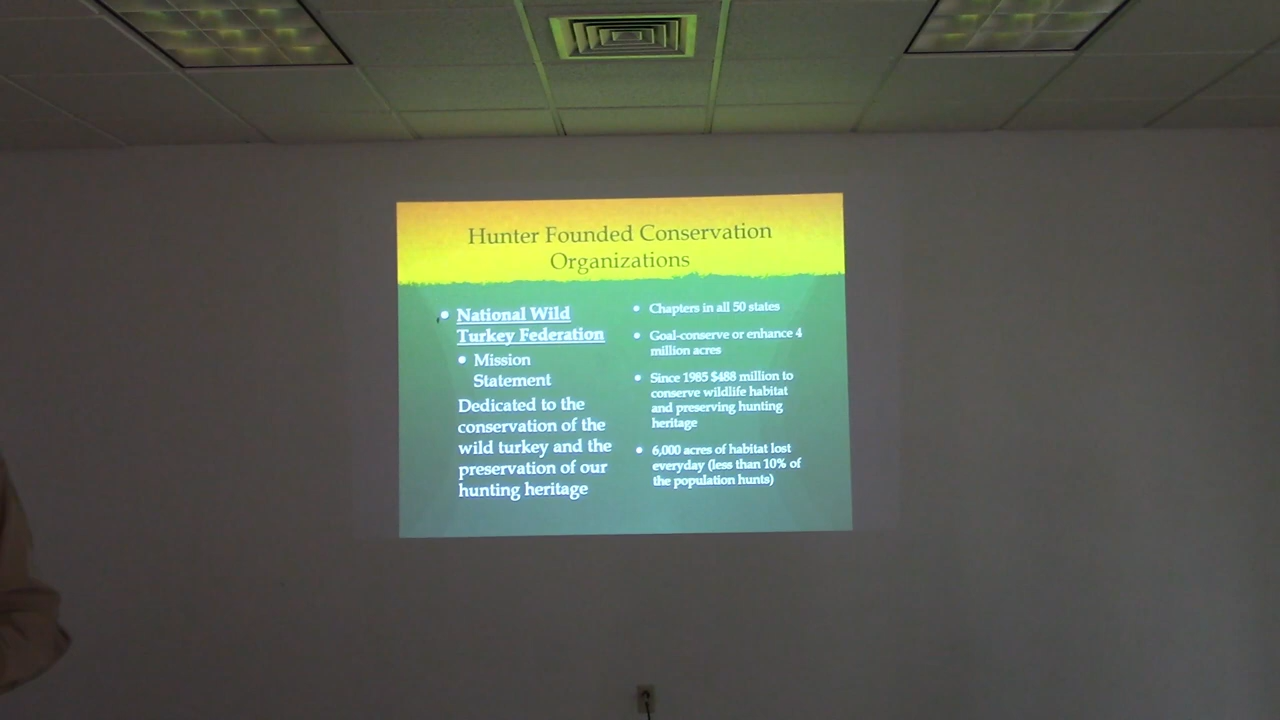 Hunter Founded Conservation
Organizations
• National Wild
Turkey Federation
• Mission
Statement
Dedicated to the
conservation of the
wild turkey and the
preservation of our
hunting heritage
• Chapters in all 50 states
• Goal-conserve or enhance 4
million acres
• Since 1985 $488 million to
conserve wildlife habitat
and preserving hunting
heritage
• 6,000 acres of habitat lost
everyday (less than 10% of
the population hunts)